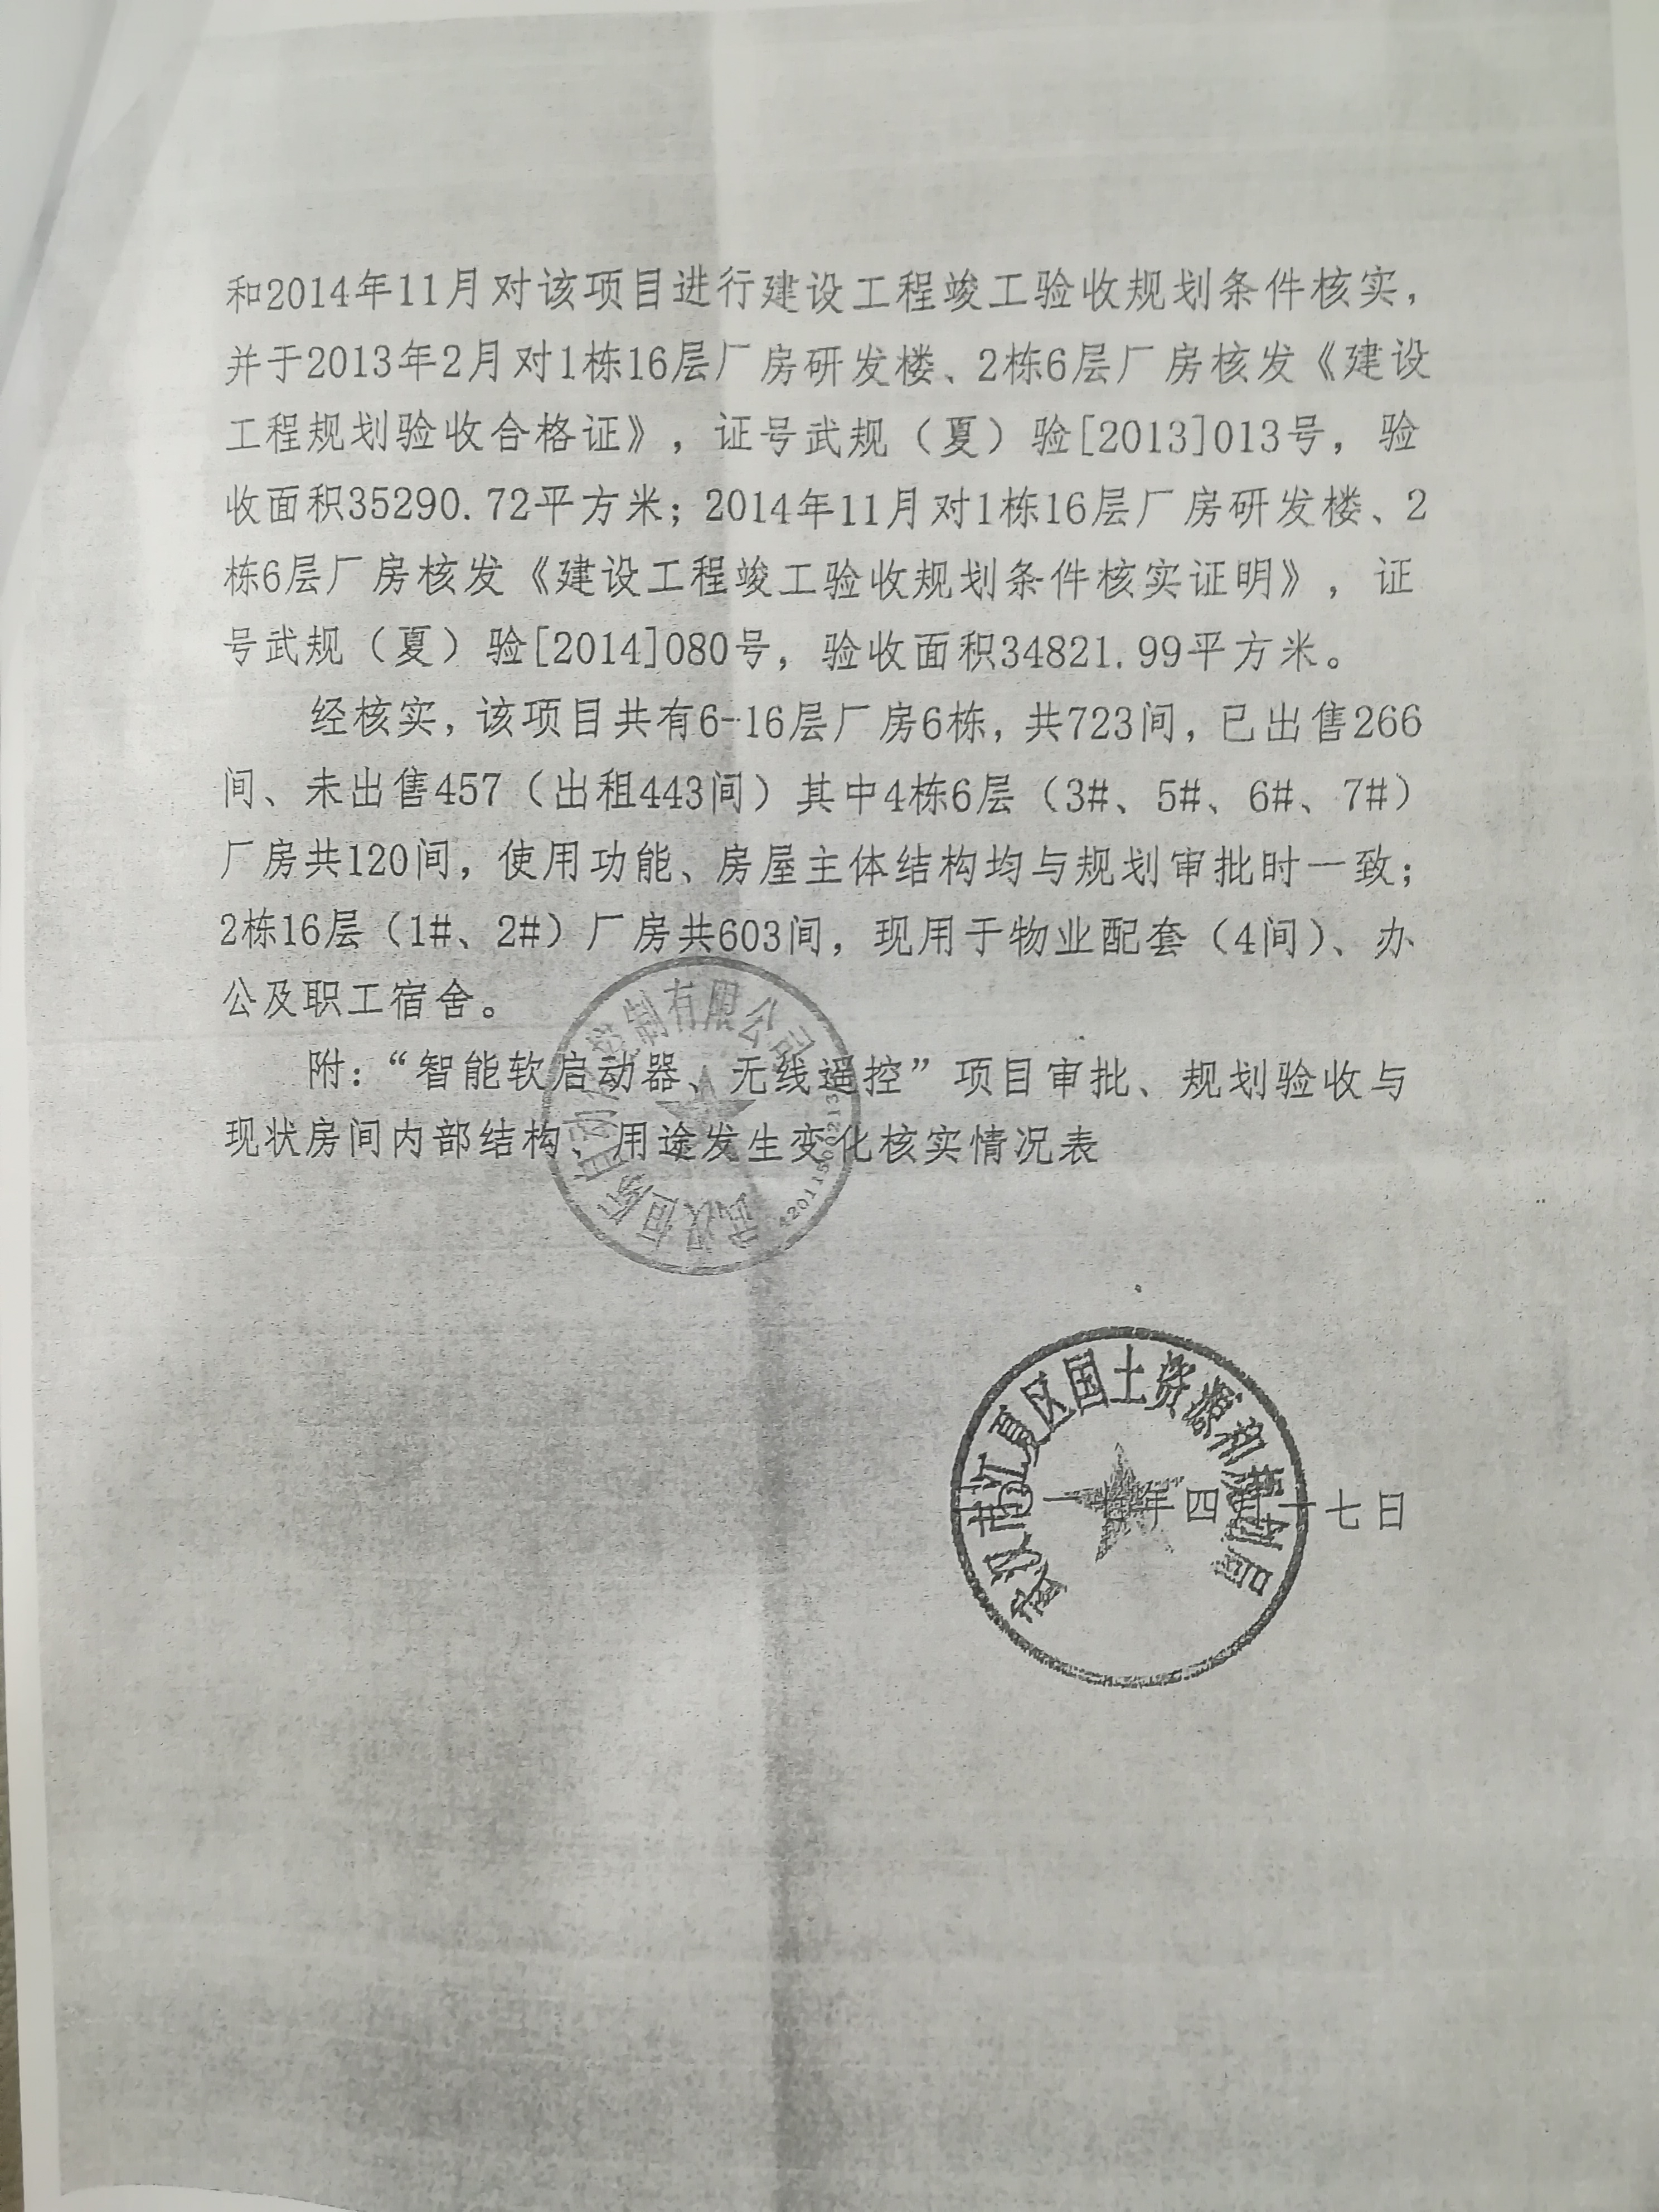 和2014年11月对该项目进行建设工程竣工验收规划条件核实，
并于2013年2月对1栋16层厂房研发楼、2栋6层厂房核发《建设
工程规划验收合格证》，证号武规（夏）验[2013]013号，验
收面积35290.72平方米；2014年11月对1栋16层厂房研发楼、2
栋6层厂房核发《建设工程竣工验收规划条件核实证明》，证
号武规（夏）验[2014]080号，验收面积34821.99平方米。
经核实，该项目共有6-16层厂房6栋，共723间，已出售266
间、未出售457（出租443间）其中4栋6层（3#、5#、6#、7#）
厂房共120间，使用功能、房屋主体结构均与规划审批时一致；
2栋16层（1#、2#）厂房共603间，现用于物业配套（4间）、办
公及职工宿舍。
附：“智能软启动器、无线遥控”项目审批、规划验收与
现状房间内部结构、用途发生变化核实情况表
控制有限公司
武汉市江夏区国土资源和规划局
年四月十七日